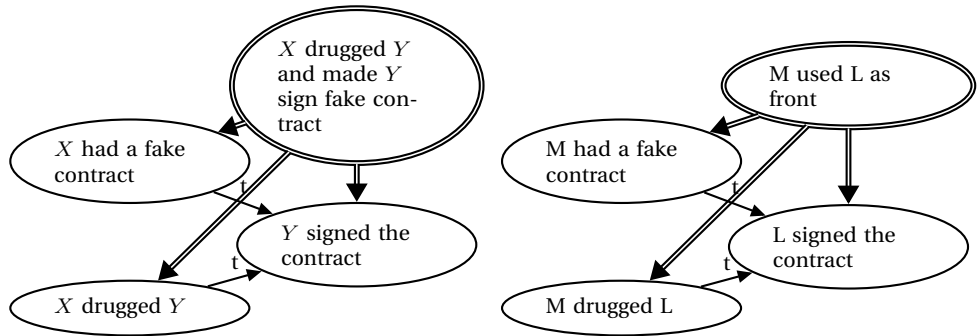 X drugged Y
and made Y
sign fake con-
tract
X had a fake
contract
t
Y signed the
contract
t
X drugged Y
M used L as
front
M had a fake
contract
t
L signed the
contract
t
M drugged L